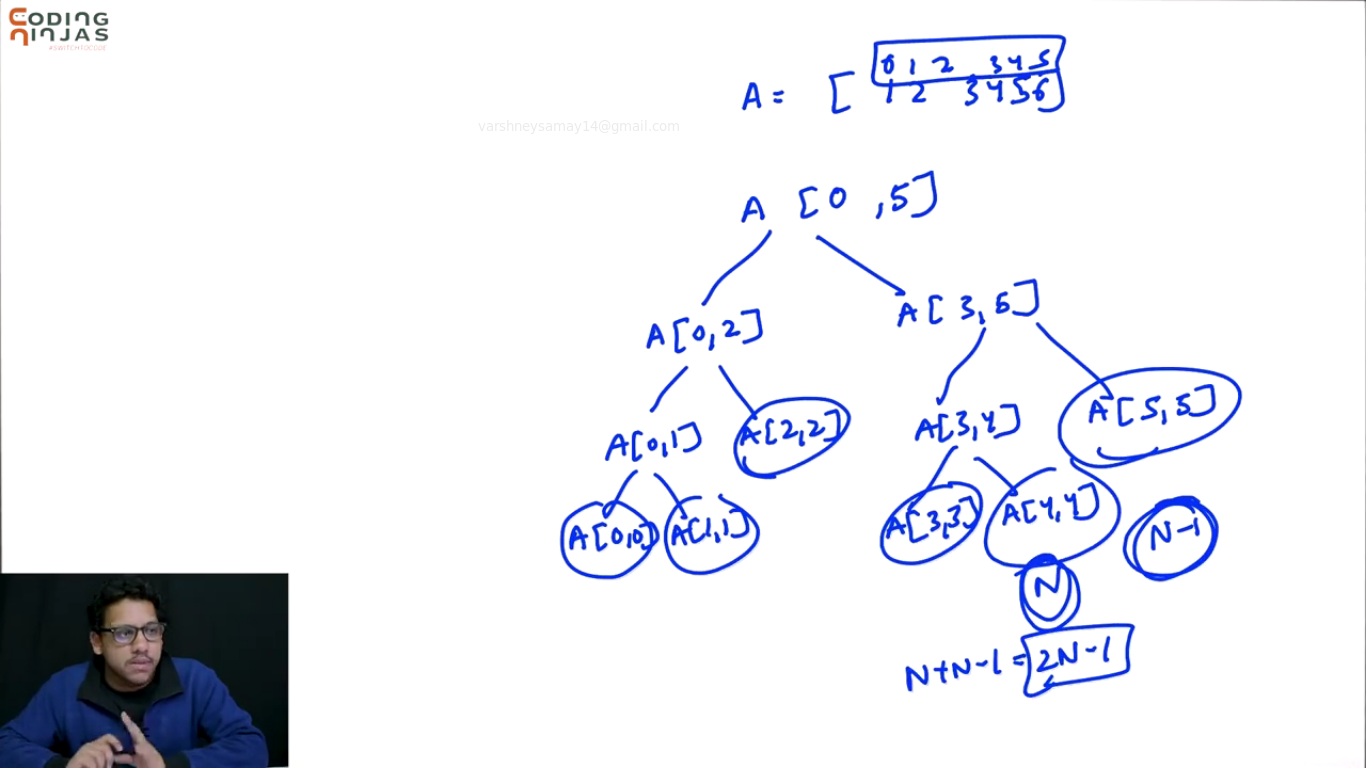 CODING
NINJAS
#SWITCHTOCODE
0 1 2 3 4 5
A = [ 1 2 3 4 5 6 ]
varshneysamay14@gmail.com
A [0 ,5]
A[0,2] A[3,5]
A[0,1] A[2,2] A[3,4] A[5,5]
A[0,0] A[1,1] A[3,3] A[4,4] N-1
N
N+N-1 = 2N-1